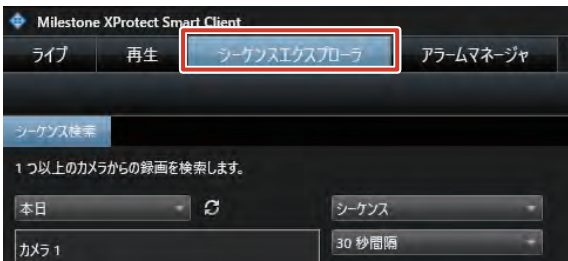 Milestone XProtect Smart Client
ライブ 再生 シーケンスエクスプローラ アラームマネージャ
シーケンス検索
1 つ以上のカメラからの録画を検索します。
本日 シーケンス
カメラ 1 30 秒間隔